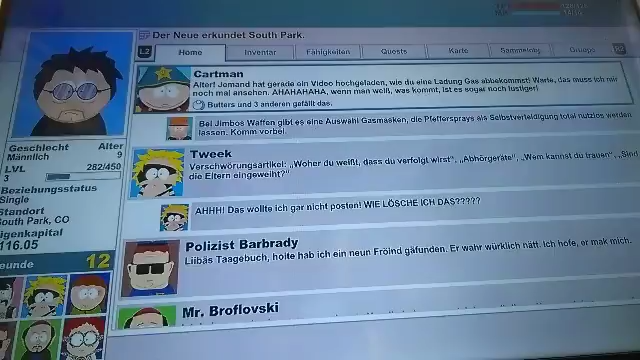 Der Neue erkundet South Park.
L2 Home Inventar Fähigkeiten Quests Karte Sammelobj. Gruppe R2
Cartman
Alter! Jemand hat gerade ein Video hochgeladen, wie du eine Ladung Gas abbekommst! Warte, das muss ich mir
noch mal ansehen. AHAHAHAHA, wenn man weiß, was kommt, ist es sogar noch lustiger!
Butters und 3 anderen gefällt das.
Bei Jimbos Waffen gibt es eine Auswahl Gasmasken, die Pfeffersprays als Selbstverteidigung total nutzlos werden
lassen. Komm vorbei.
Tweek
Verschwörungsartikel: „Woher du weißt, dass du verfolgt wirst“, „Abhörgeräte“, „Wem kannst du trauen“, „Sind
die Eltern eingeweiht?“
AHHH! Das wollte ich gar nicht posten! WIE LÖSCHE ICH DAS?????
Polizist Barbrady
Liibäs Taagebuch, hoite hab ich ein neun Fröind gäfunden. Er wahr würklich nätt. Ich hofe, er mak mich.
Mr. Broflovski
Geschlecht Alter
Männlich 9
LVL 282/450
3
Beziehungsstatus
Single
Standort
South Park, CO
igenkapital
116.05
eunde 12